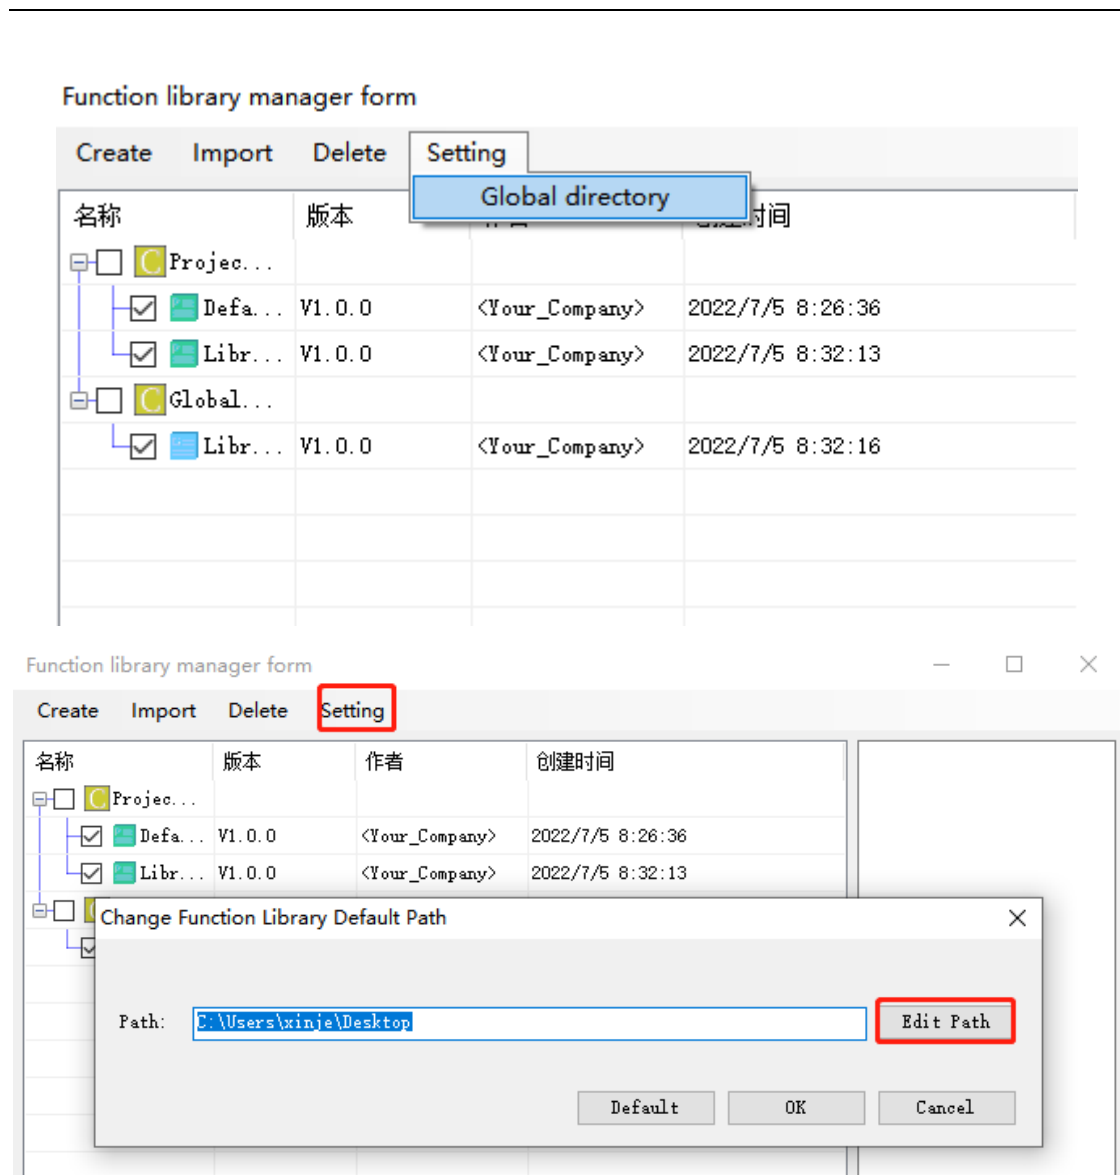 Function library manager form
Create Import Delete Setting
Global directory
名称 版本 时间
Projec...
Defa... V1.0.0 <Your_Company> 2022/7/5 8:26:36
Libr... V1.0.0 <Your_Company> 2022/7/5 8:32:13
Global...
Libr... V1.0.0 <Your_Company> 2022/7/5 8:32:16
Function library manager form
Create Import Delete Setting
名称 版本 作者 创建时间
Projec...
Defa... V1.0.0 <Your_Company> 2022/7/5 8:26:36
Libr... V1.0.0 <Your_Company> 2022/7/5 8:32:13
Change Function Library Default Path
Path: C:\Users\xinje\Desktop Edit Path
Default OK Cancel